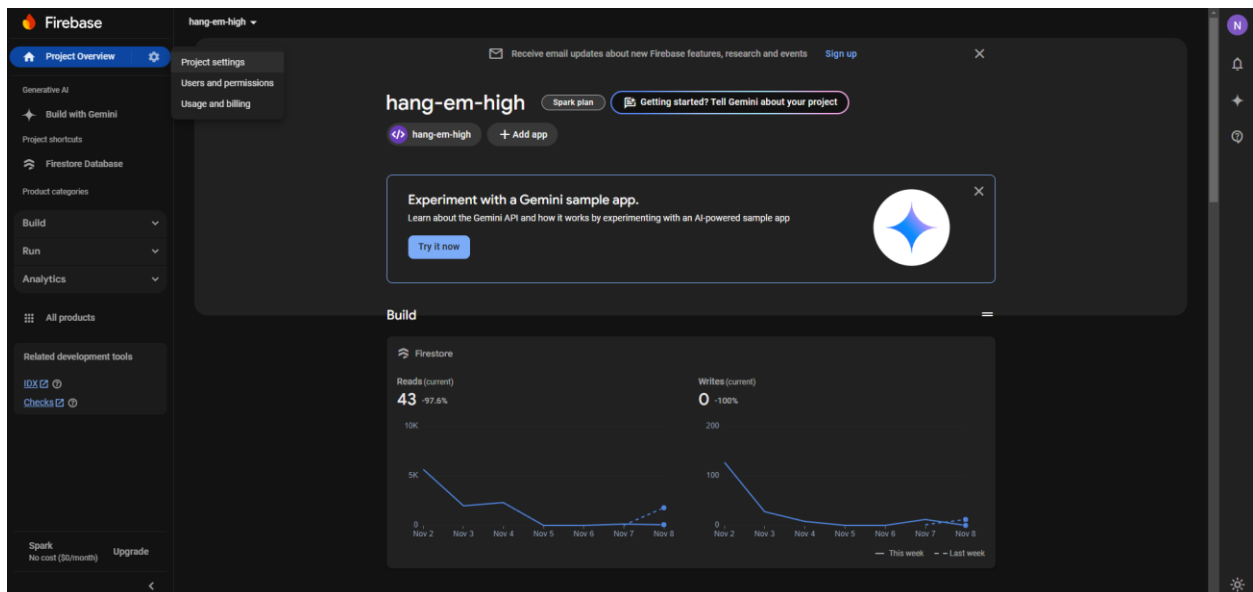 Firebase
Project Overview
Generative AI
Build with Gemini
Project shortcuts
Firestore Database
Product categories
Build
Run
Analytics
All products
Related development tools
IDX
Checks
Spark
No cost ($0/month)
Upgrade
hang-em-high
Project settings
Users and permissions
Usage and billing
Receive email updates about new Firebase features, research and events Sign up
hang-em-high Spark plan Getting started? Tell Gemini about your project
hang-em-high + Add app
Experiment with a Gemini sample app.
Learn about the Gemini API and how it works by experimenting with an AI-powered sample app
Try it now
Build
Firestore
Reads (current)
43 -97.6%
10K
5K
0
Nov 2 Nov 3 Nov 4 Nov 5 Nov 6 Nov 7 Nov 8
Writes (current)
0 -100%
200
100
0
Nov 2 Nov 3 Nov 4 Nov 5 Nov 6 Nov 7 Nov 8
This week Last week
N